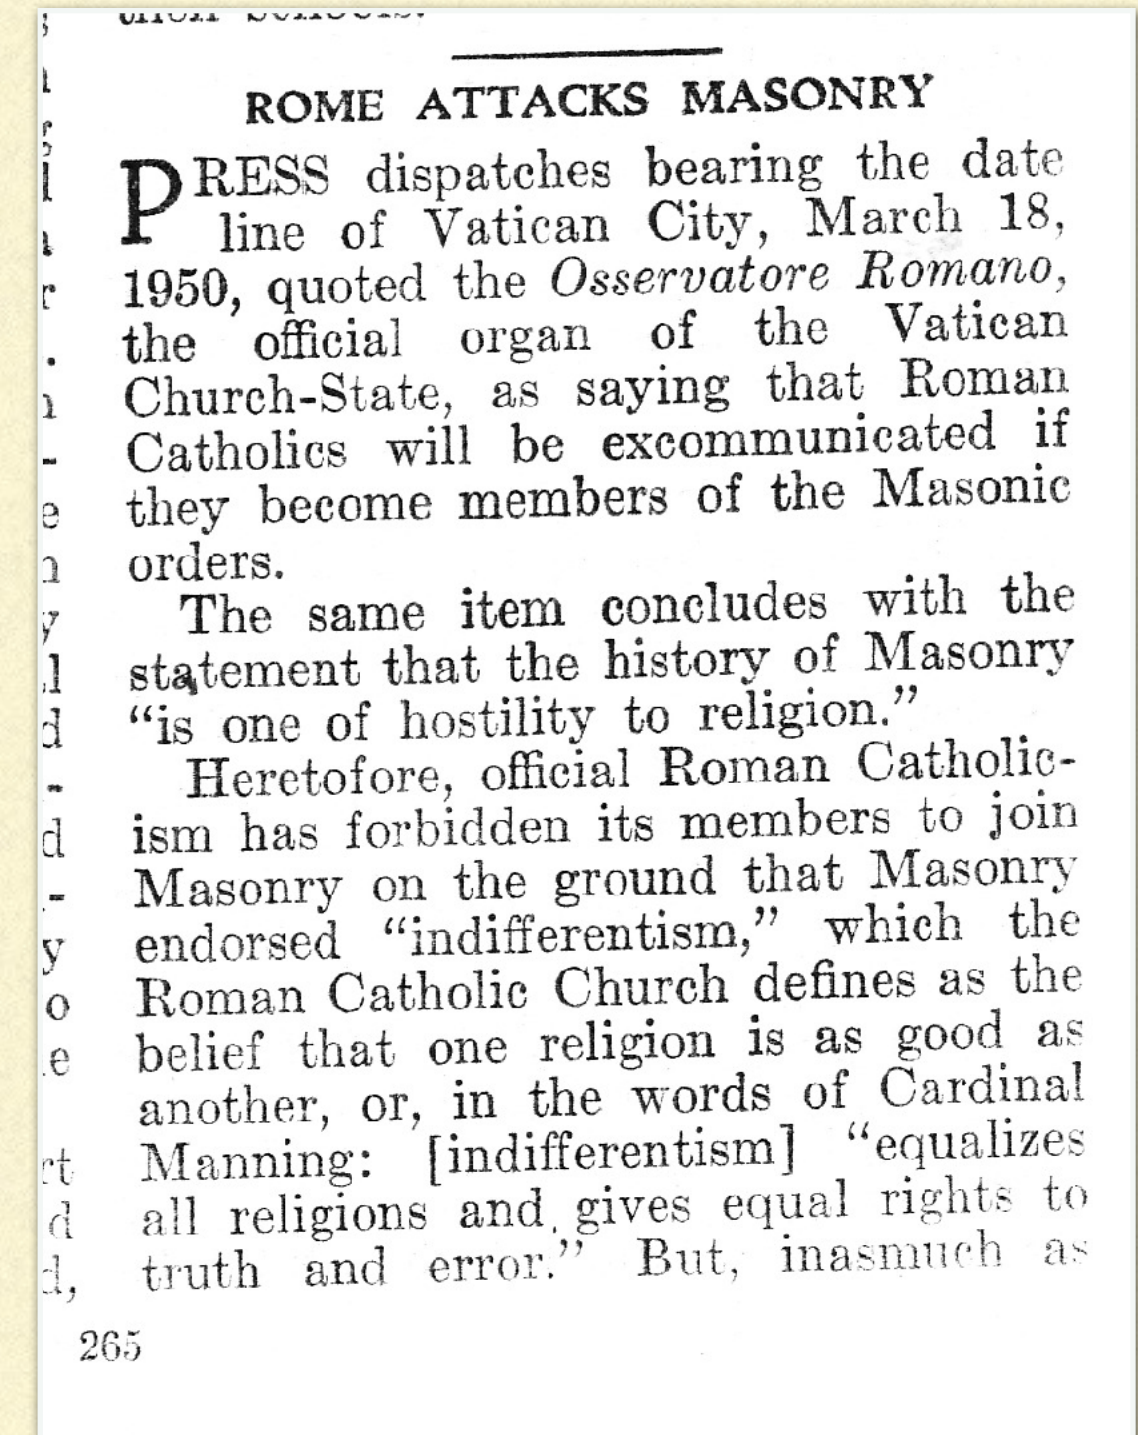 ROME ATTACKS MASONRY
PRESS dispatches bearing the date
line of Vatican City, March 18,
1950, quoted the Osservatore Romano,
the official organ of the Vatican
Church-State, as saying that Roman
Catholics will be excommunicated if
they become members of the Masonic
orders.
The same item concludes with the
statement that the history of Masonry
“is one of hostility to religion.”
Heretofore, official Roman Catholic-
ism has forbidden its members to join
Masonry on the ground that Masonry
endorsed “indifferentism,” which the
Roman Catholic Church defines as the
belief that one religion is as good as
another, or, in the words of Cardinal
Manning: [indifferentism] “equalizes
all religions and gives equal rights to
truth and error.” But, inasmuch as
265